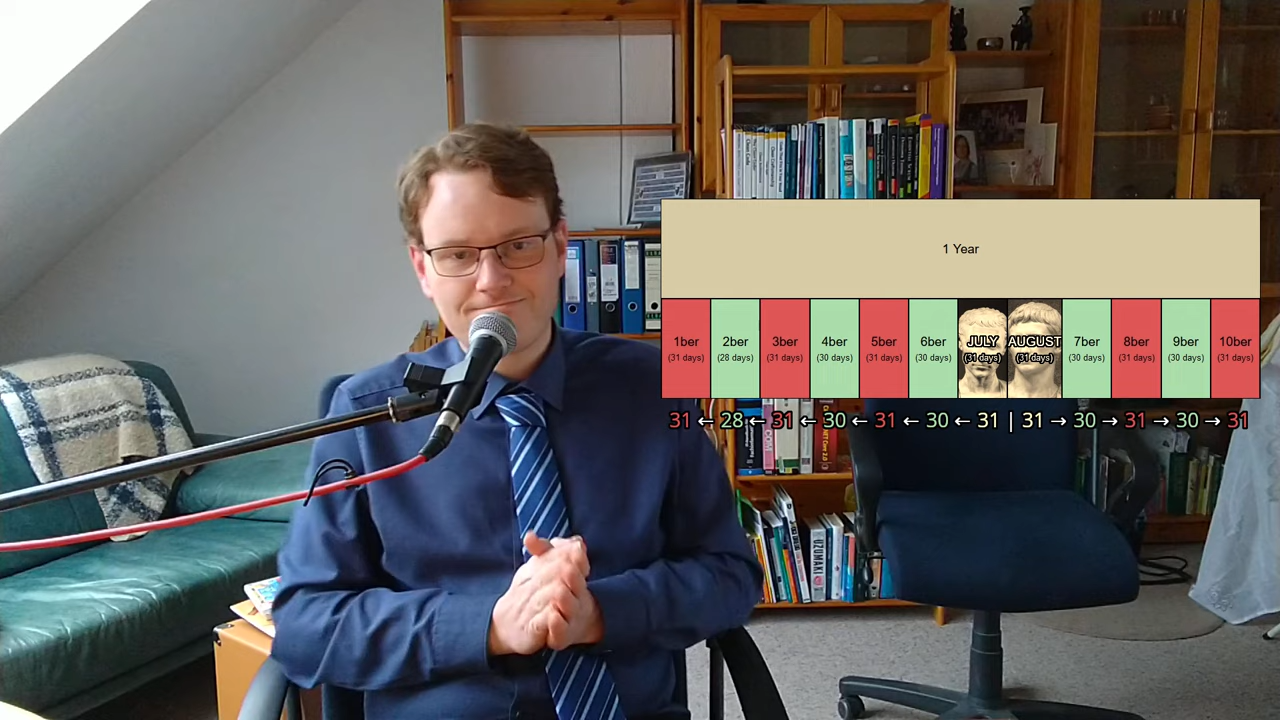 1 Year
1ber 2ber 3ber 4ber 5ber 6ber JULY AUGUST 7ber 8ber 9ber 10ber
(31 days) (28 days) (31 days) (30 days) (31 days) (30 days) (31 days) (31 days) (30 days) (31 days) (30 days) (31 days)
31 ← 28 ← 31 ← 30 ← 31 ← 30 ← 31 | 31 → 30 → 31 → 30 → 31
UZUMAKI